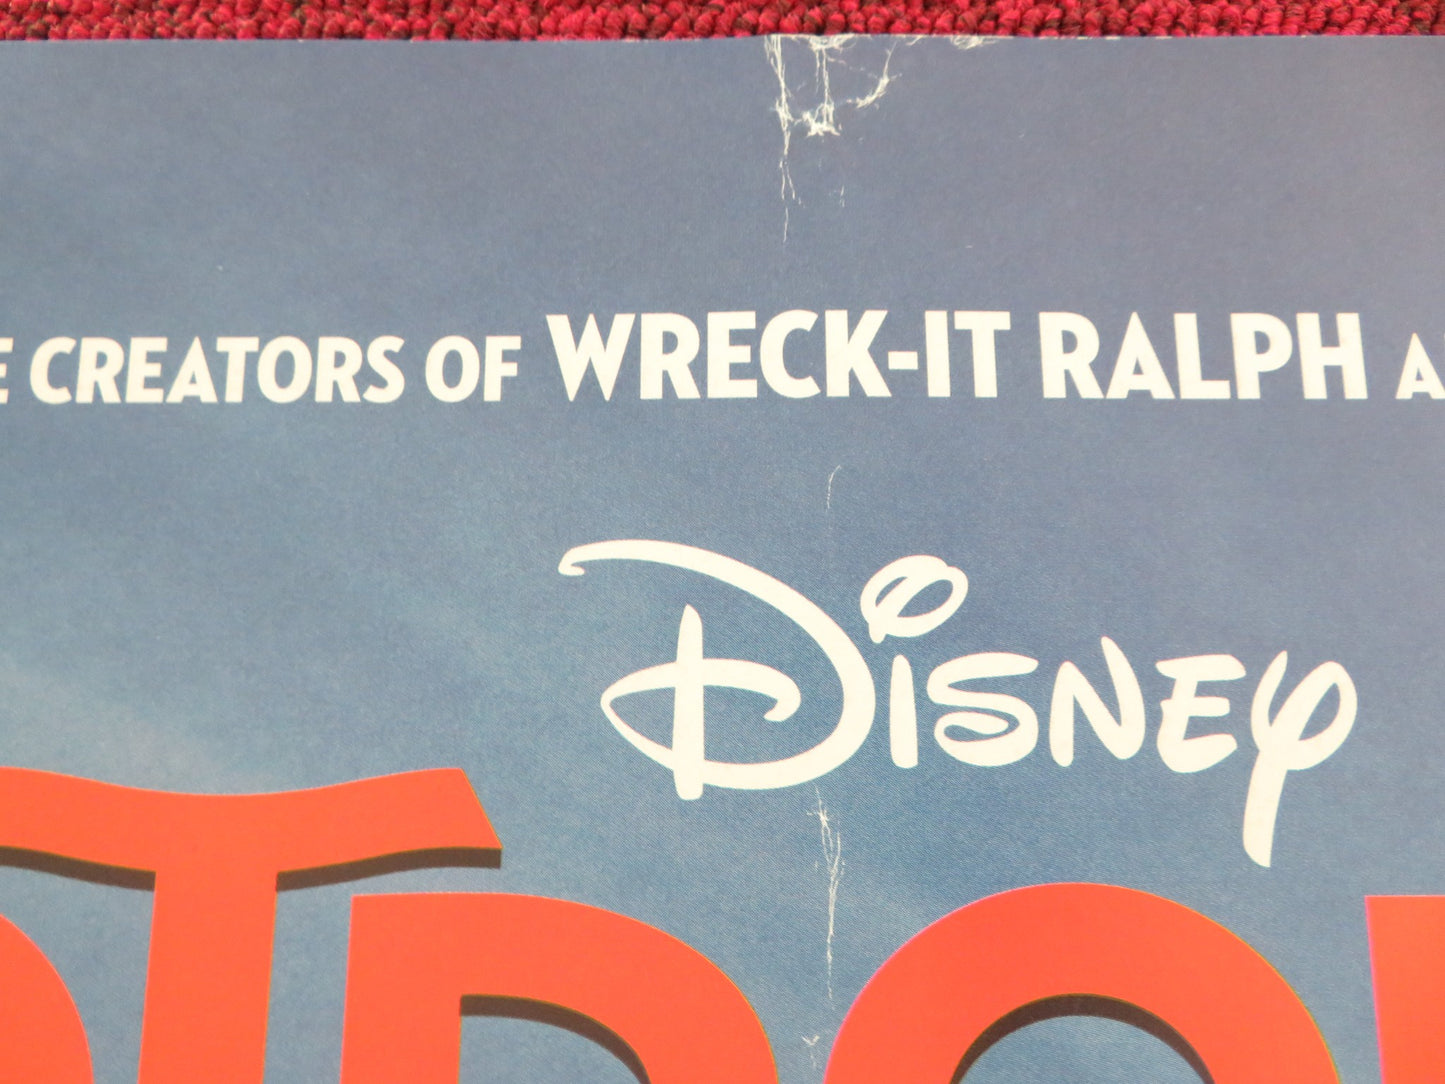 E CREATORS OF WRECK-IT RALPH A
DISNEY